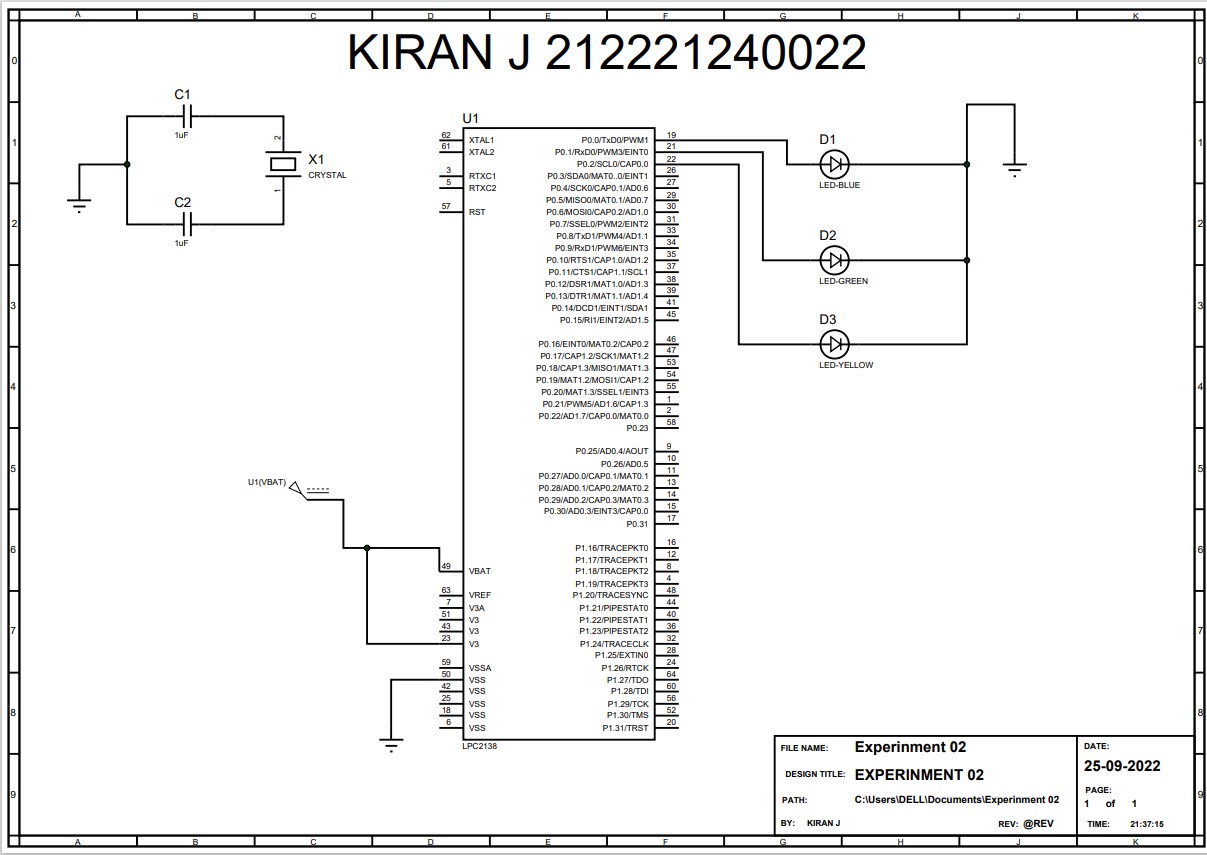 A B C D E F G H J K
KIRAN J 212221240022
0 0
1 1
2 2
3 3
4 4
5 5
6 6
7 7
8 8
9 9
C1
1uF
X1
CRYSTAL
2
1
C2
1uF
U1
62 XTAL1
61 XTAL2
3 RTXC1
5 RTXC2
57 RST
49 VBAT
63 VREF
7 V3A
51 V3
43 V3
23 V3
59 VSSA
50 VSS
42 VSS
25 VSS
18 VSS
6 VSS
P0.0/TxD0/PWM1 19
P0.1/RxD0/PWM3/EINT0 21
P0.2/SCL0/CAP0.0 22
P0.3/SDA0/MAT0..0/EINT1 26
P0.4/SCK0/CAP0.1/AD0.6 27
P0.5/MISO0/MAT0.1/AD0.7 29
P0.6/MOSI0/CAP0.2/AD1.0 30
P0.7/SSEL0/PWM2/EINT2 31
P0.8/TxD1/PWM4/AD1.1 33
P0.9/RxD1/PWM6/EINT3 34
P0.10/RTS1/CAP1.0/AD1.2 35
P0.11/CTS1/CAP1.1/SCL1 37
P0.12/DSR1/MAT1.0/AD1.3 38
P0.13/DTR1/MAT1.1/AD1.4 39
P0.14/DCD1/EINT1/SDA1 41
P0.15/RI1/EINT2/AD1.5 45
P0.16/EINT0/MAT0.2/CAP0.2 46
P0.17/CAP1.2/SCK1/MAT1.2 47
P0.18/CAP1.3/MISO1/MAT1.3 53
P0.19/MAT1.2/MOSI1/CAP1.2 54
P0.20/MAT1.3/SSEL1/EINT3 55
P0.21/PWM5/AD1.6/CAP1.3 1
P0.22/AD1.7/CAP0.0/MAT0.0 2
P0.23 58
P0.25/AD0.4/AOUT 9
P0.26/AD0.5 10
P0.27/AD0.0/CAP0.1/MAT0.1 11
P0.28/AD0.1/CAP0.2/MAT0.2 13
P0.29/AD0.2/CAP0.3/MAT0.3 14
P0.30/AD0.3/EINT3/CAP0.0 15
P0.31 17
P1.16/TRACEPKT0 16
P1.17/TRACEPKT1 12
P1.18/TRACEPKT2 8
P1.19/TRACEPKT3 4
P1.20/TRACESYNC 48
P1.21/PIPESTAT0 44
P1.22/PIPESTAT1 40
P1.23/PIPESTAT2 36
P1.24/TRACECLK 32
P1.25/EXTIN0 28
P1.26/RTCK 24
P1.27/TDO 64
P1.28/TDI 60
P1.29/TCK 56
P1.30/TMS 52
P1.31/TRST 20
LPC2138
U1(VBAT)
D1
LED-BLUE
D2
LED-GREEN
D3
LED-YELLOW
FILE NAME: Experinment 02
DESIGN TITLE: EXPERINMENT 02
PATH: C:\Users\DELL\Documents\Experinment 02
BY: KIRAN J REV: @REV
DATE:
25-09-2022
PAGE:
1 of 1
TIME: 21:37:15
A B C D E F G H J K